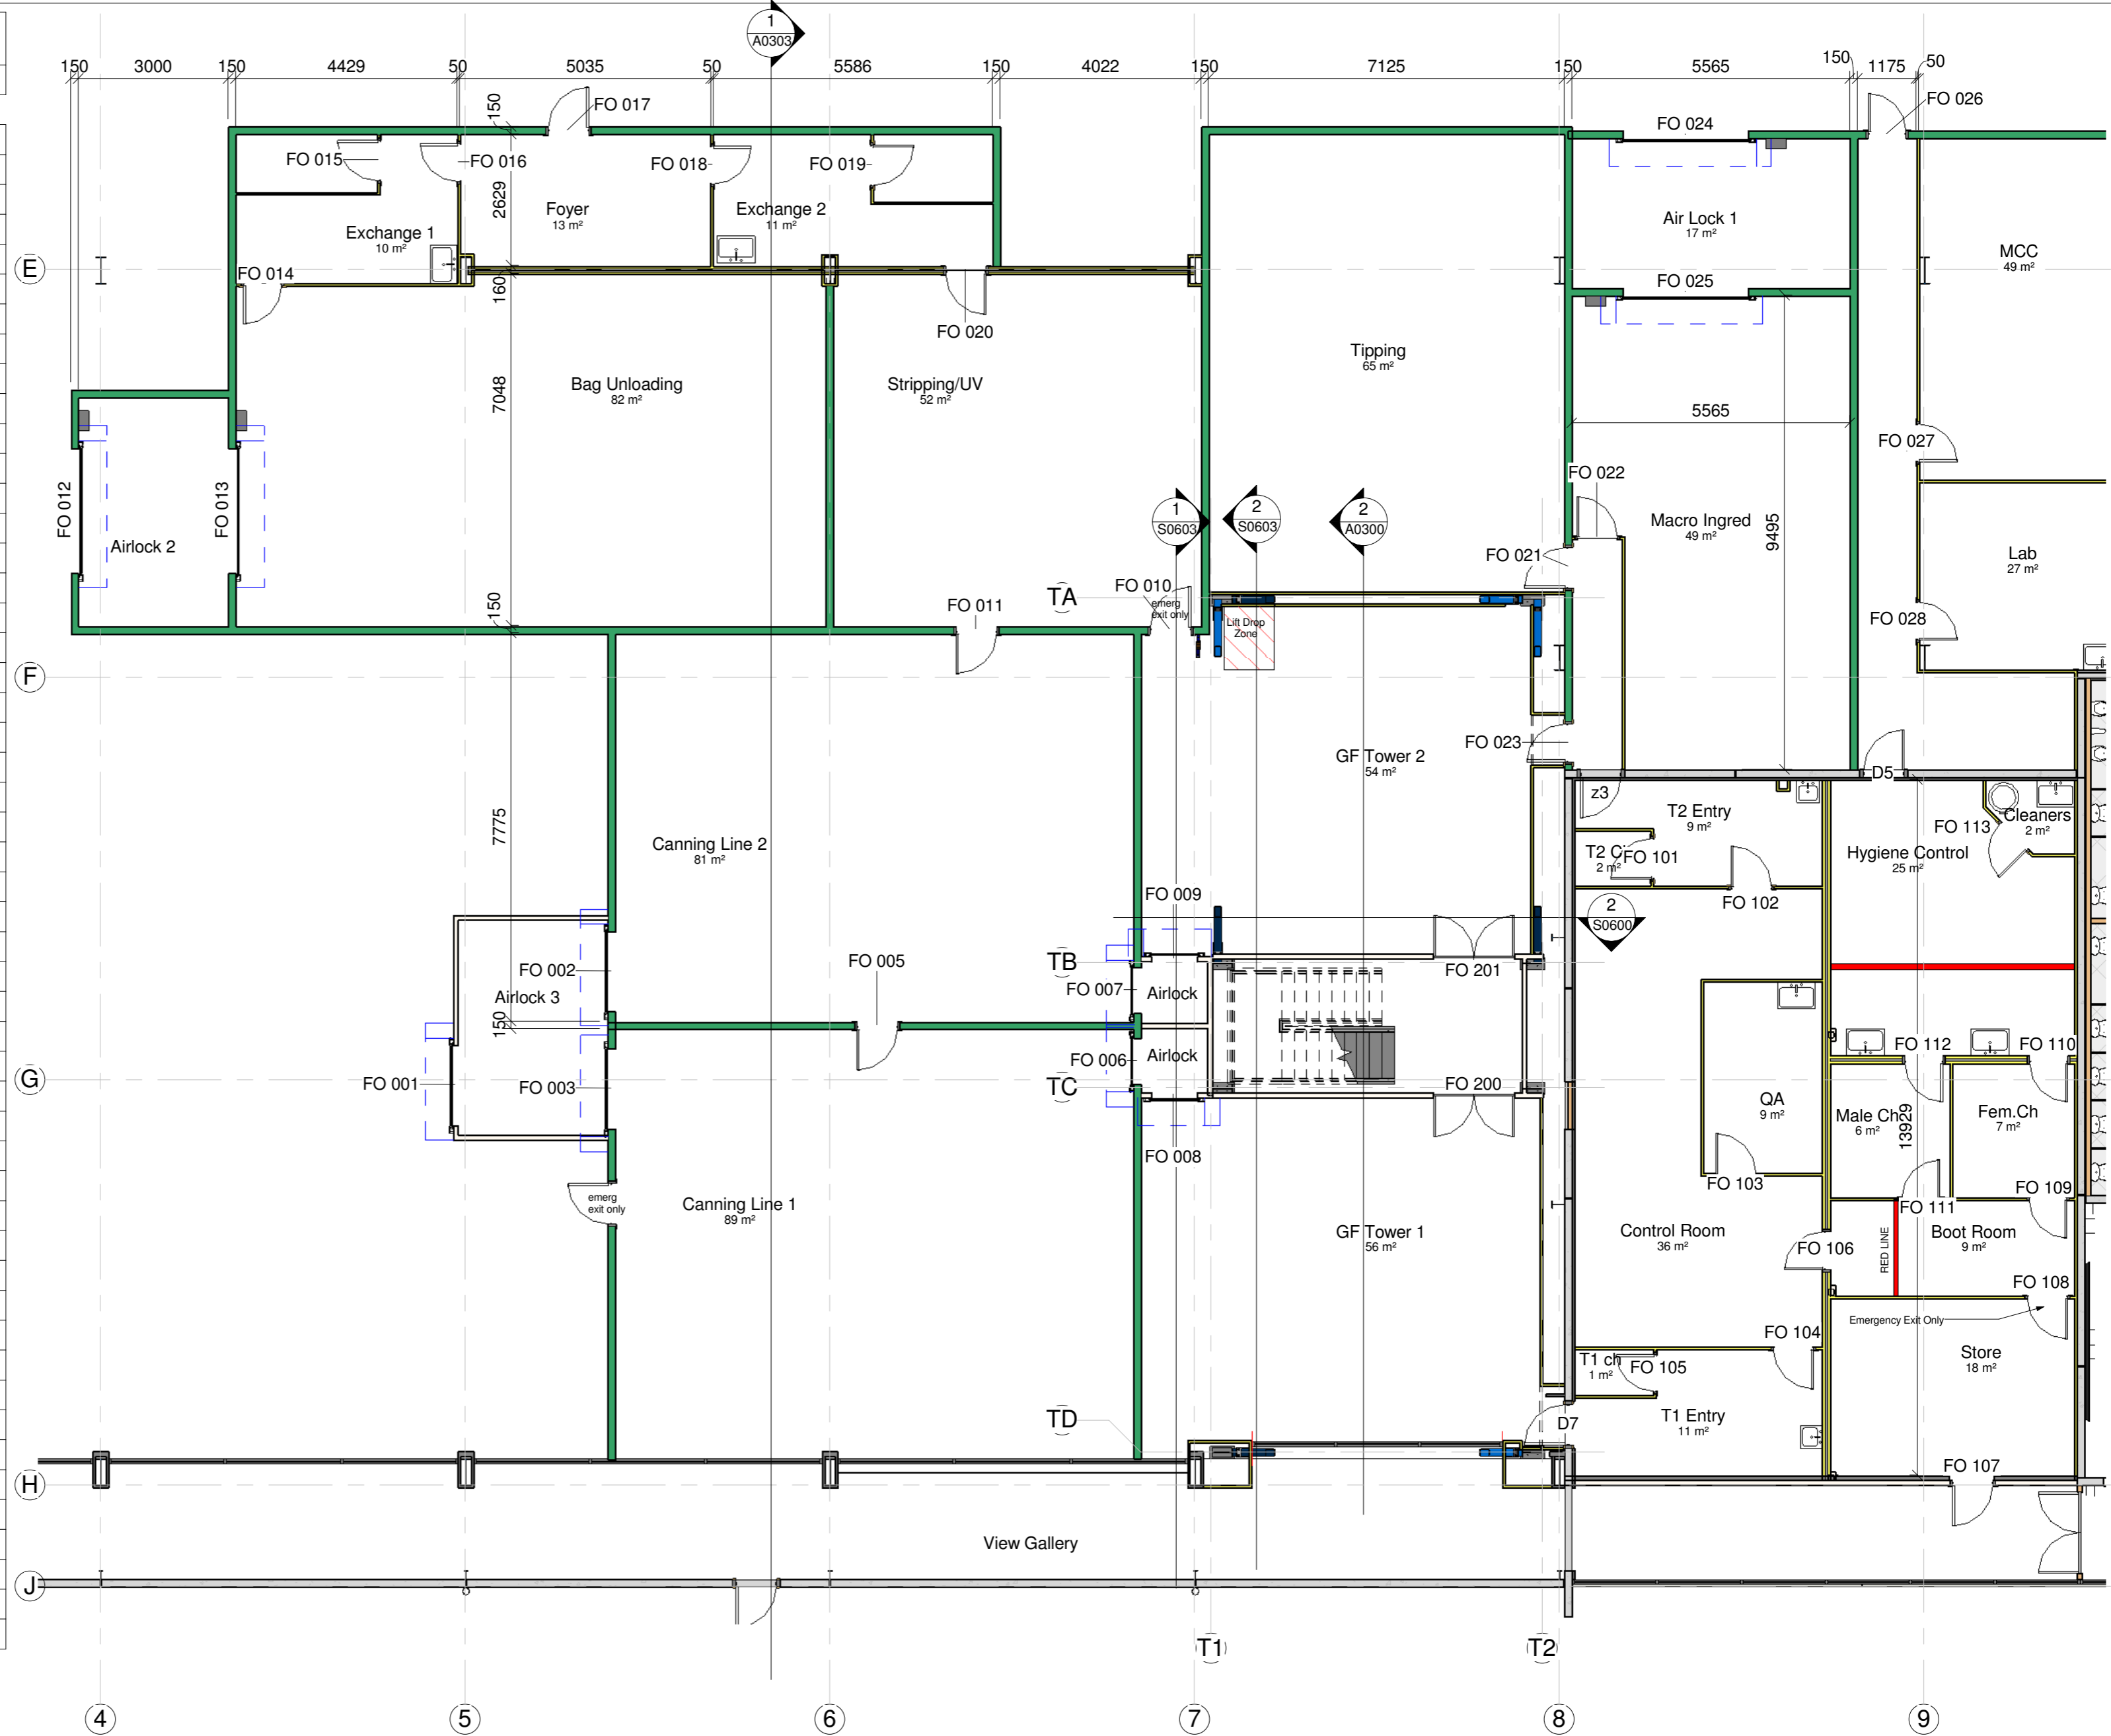 1
A0303
150 3000 150 4429 50 5035 50 5586 150 4022 150 7125 150 5565 150 1175 50
150
FO 017
FO 026
FO 024
FO 015
FO 016
FO 018
FO 019
2629
Foyer
13 m²
Exchange 2
11 m²
Exchange 1
10 m²
Air Lock 1
17 m²
MCC
49 m²
E
FO 014
160
FO 025
FO 020
Tipping
65 m²
Bag Unloading
82 m²
Stripping/UV
52 m²
7048
5565
FO 027
FO 022
FO 012
FO 013
Airlock 2
1
S0603
2
S0603
2
A0300
Macro Ingred
49 m²
9495
FO 021
Lab
27 m²
TA
FO 010
emerg
exit only
FO 011
150
Lift Drop
Zone
FO 028
F
FO 023
GF Tower 2
54 m²
D5
z3
T2 Entry
9 m²
Cleaners
2 m²
FO 113
7775
Canning Line 2
81 m²
T2 C
2 m²
FO 101
Hygiene Control
25 m²
FO 009
FO 102
2
S0600
TB
FO 002
FO 005
FO 201
FO 007
Airlock
Airlock 3
150
FO 006
Airlock
FO 112
FO 110
G
FO 001
FO 003
TC
FO 200
QA
9 m²
Male Ch
6 m²
13929
Fem.Ch
7 m²
FO 008
FO 103
FO 109
emerg
exit only
Canning Line 1
89 m²
FO 111
GF Tower 1
56 m²
Control Room
36 m²
FO 106
RED LINE
Boot Room
9 m²
FO 108
Emergency Exit Only
FO 104
T1 ch
1 m²
FO 105
Store
18 m²
TD
D7
T1 Entry
11 m²
FO 107
H
View Gallery
J
T1
T2
4
5
6
7
8
9